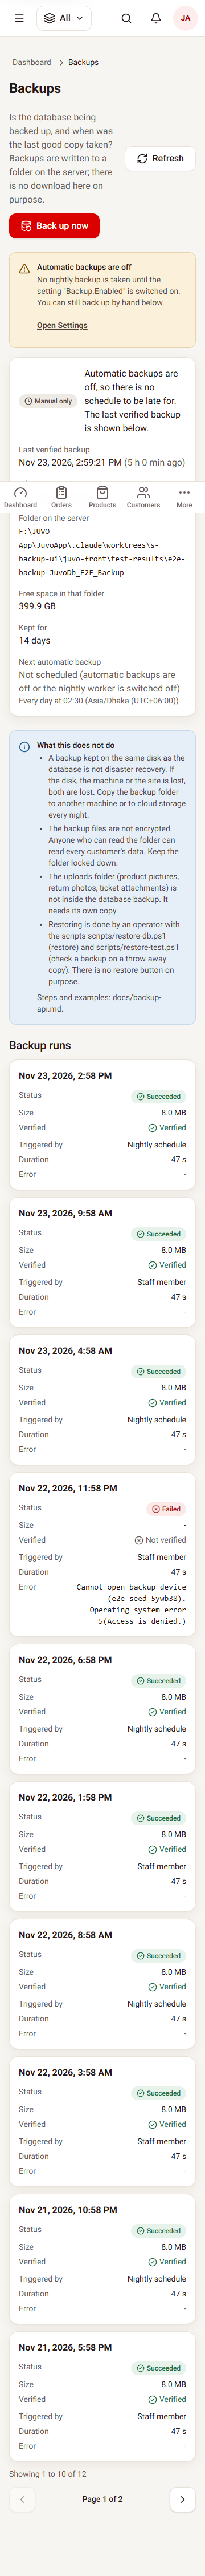 All
JA
Dashboard > Backups
Backups
Is the database being
backed up, and when was
the last good copy taken?
Backups are written to a
folder on the server; there
is no download here on
purpose.
Refresh
Back up now
Automatic backups are off
No nightly backup is taken until the
setting "Backup.Enabled" is switched on.
You can still back up by hand below.
Open Settings
Manual only
Automatic backups are
off, so there is no
schedule to be late for.
The last verified backup
is shown below.
Last verified backup
Nov 23, 2026, 2:59:21 PM (5 h 0 min ago)
Dashboard
Orders
Products
Customers
More
Folder on the server
F:\JUVO
App\JuvoApp\.claude\worktrees\s-
backup-ui\juvo-front\test-results\e2e-
backup-JuvoDb_E2E_Backup
Free space in that folder
399.9 GB
Kept for
14 days
Next automatic backup
Not scheduled (automatic backups are
off or the nightly worker is switched off)
Every day at 02:30 (Asia/Dhaka (UTC+06:00))
What this does not do
• A backup kept on the same disk as the
database is not disaster recovery. If
the disk, the machine or the site is lost,
both are lost. Copy the backup folder
to another machine or to cloud storage
every night.
• The backup files are not encrypted.
Anyone who can read the folder can
read every customer's data. Keep the
folder locked down.
• The uploads folder (product pictures,
return photos, ticket attachments) is
not inside the database backup. It
needs its own copy.
• Restoring is done by an operator with
the scripts scripts/restore-db.ps1
(restore) and scripts/restore-test.ps1
(check a backup on a throw-away
copy). There is no restore button on
purpose.
Steps and examples: docs/backup-
api.md.
Backup runs
Nov 23, 2026, 2:58 PM
Status Succeeded
Size 8.0 MB
Verified Verified
Triggered by Nightly schedule
Duration 47 s
Error -
Nov 23, 2026, 9:58 AM
Status Succeeded
Size 8.0 MB
Verified Verified
Triggered by Staff member
Duration 47 s
Error -
Nov 23, 2026, 4:58 AM
Status Succeeded
Size 8.0 MB
Verified Verified
Triggered by Nightly schedule
Duration 47 s
Error -
Nov 22, 2026, 11:58 PM
Status Failed
Size -
Verified Not verified
Triggered by Staff member
Duration 47 s
Error Cannot open backup device
(e2e seed 5ywb38).
Operating system error
5(Access is denied.)
Nov 22, 2026, 6:58 PM
Status Succeeded
Size 8.0 MB
Verified Verified
Triggered by Nightly schedule
Duration 47 s
Error -
Nov 22, 2026, 1:58 PM
Status Succeeded
Size 8.0 MB
Verified Verified
Triggered by Staff member
Duration 47 s
Error -
Nov 22, 2026, 8:58 AM
Status Succeeded
Size 8.0 MB
Verified Verified
Triggered by Nightly schedule
Duration 47 s
Error -
Nov 22, 2026, 3:58 AM
Status Succeeded
Size 8.0 MB
Verified Verified
Triggered by Staff member
Duration 47 s
Error -
Nov 21, 2026, 10:58 PM
Status Succeeded
Size 8.0 MB
Verified Verified
Triggered by Nightly schedule
Duration 47 s
Error -
Nov 21, 2026, 5:58 PM
Status Succeeded
Size 8.0 MB
Verified Verified
Triggered by Staff member
Duration 47 s
Error -
Showing 1 to 10 of 12
Page 1 of 2